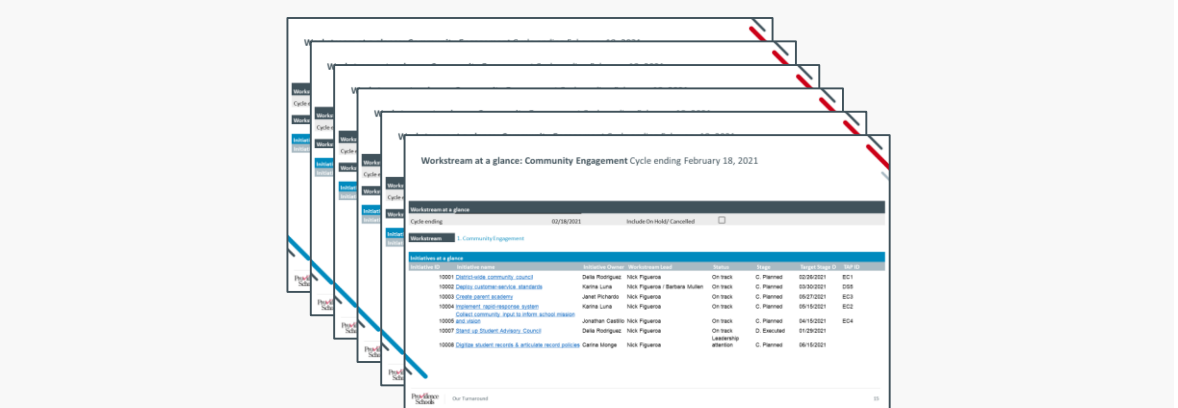 Workstream at a glance: Community Engagement Cycle ending February 18, 2021
Workstream at a glance
Cycle ending 02/18/2021 Include On Hold/ Cancelled
Workstream 1. Community Engagement
Initiatives at a glance
Initiative ID Initiative name Initiative Owner Workstream Lead Status Stage Target Stage D TAP ID
10001 District-wide community council Delia Rodriguez Nick Figueroa On track C. Planned 02/26/2021 EC1
10002 Deploy customer-service standards Karina Luna Nick Figueroa / Barbara Mullen On track C. Planned 03/30/2021 DS5
10003 Create parent academy Janet Pichardo Nick Figueroa On track C. Planned 05/27/2021 EC3
10004 Implement rapid-response system Karina Luna Nick Figueroa On track C. Planned 05/15/2021 EC2
Collect community input to inform school mission
10005 and vision Jonathan Castillo Nick Figueroa On track C. Planned 04/15/2021 EC4
10007 Stand up Student Advisory Council Delia Rodriguez Nick Figueroa On track D. Executed 01/29/2021
Leadership
10008 Digitize student records & articulate record policies Carina Monge Nick Figueroa attention C. Planned 06/15/2021
Providence
Schools Our Turnaround